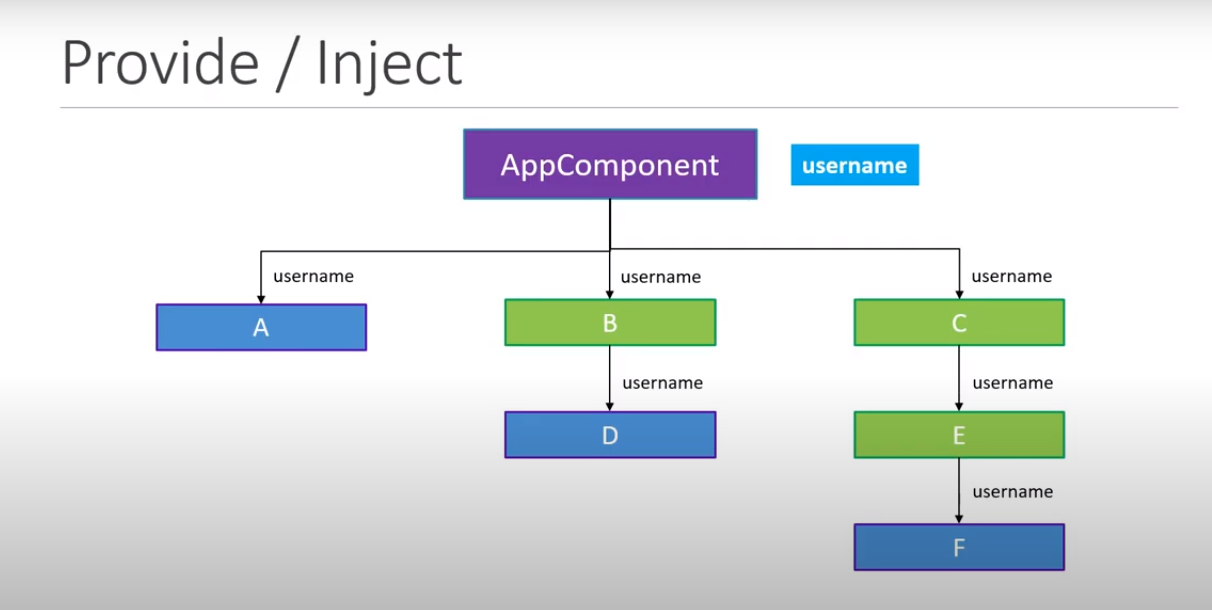 Provide / Inject
AppComponent
username
username
username
username
A
B
C
username
username
D
E
username
F